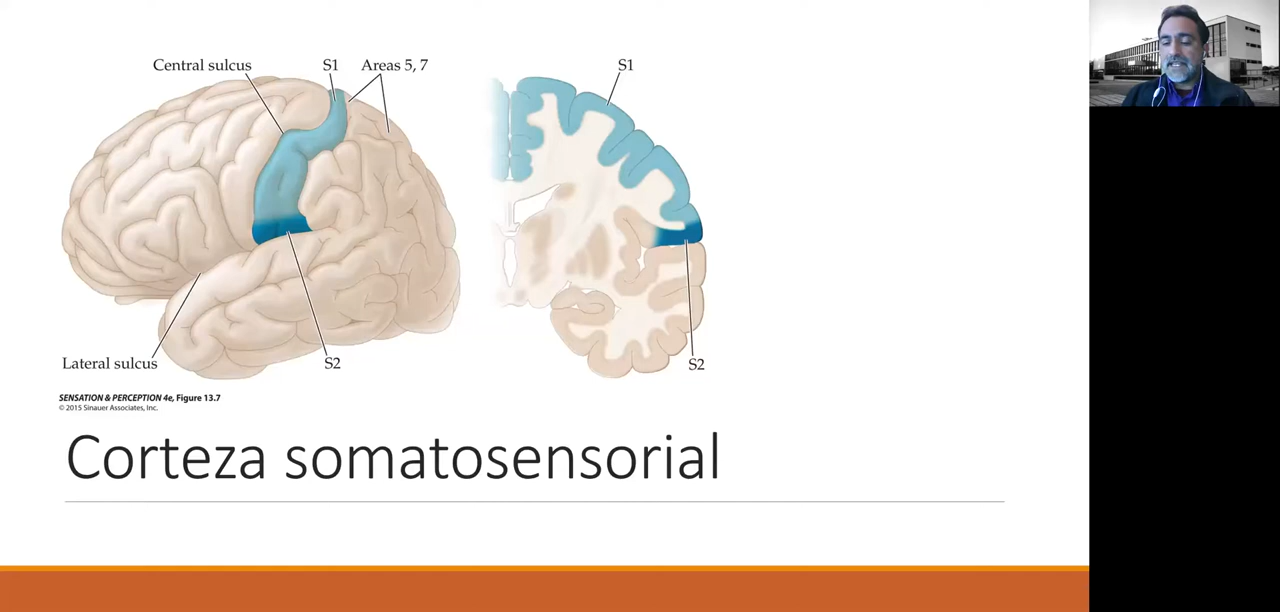 Central sulcus
S1
Areas 5, 7
S1
Lateral sulcus
S2
S2
SENSATION & PERCEPTION 4e, Figure 13.7
© 2015 Sinauer Associates, Inc.
Corteza somatosensorial